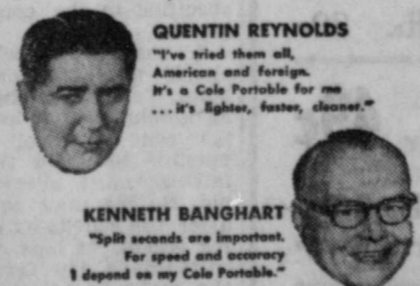 QUENTIN REYNOLDS
"I've tried them all,
American and foreign.
It's a Cole Portable for me
...it's lighter, faster, cleaner."
KENNETH BANGHART
"Split seconds are important.
For speed and accuracy
I depend on my Cole Portable."